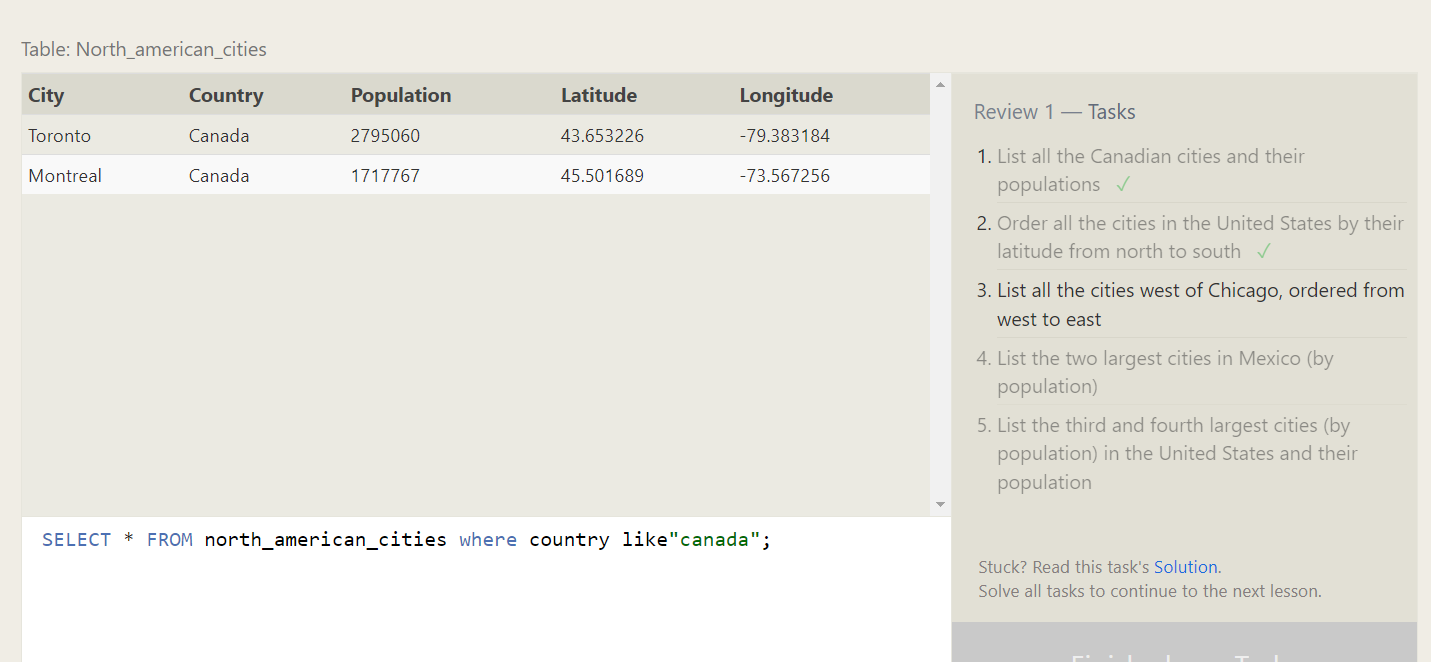 Table: North_american_cities
City Country Population Latitude Longitude
Toronto Canada 2795060 43.653226 -79.383184
Montreal Canada 1717767 45.501689 -73.567256
SELECT * FROM north_american_cities where country like"canada";
Review 1 — Tasks
1. List all the Canadian cities and their
populations ✓
2. Order all the cities in the United States by their
latitude from north to south ✓
3. List all the cities west of Chicago, ordered from
west to east
4. List the two largest cities in Mexico (by
population)
5. List the third and fourth largest cities (by
population) in the United States and their
population
Stuck? Read this task's Solution.
Solve all tasks to continue to the next lesson.